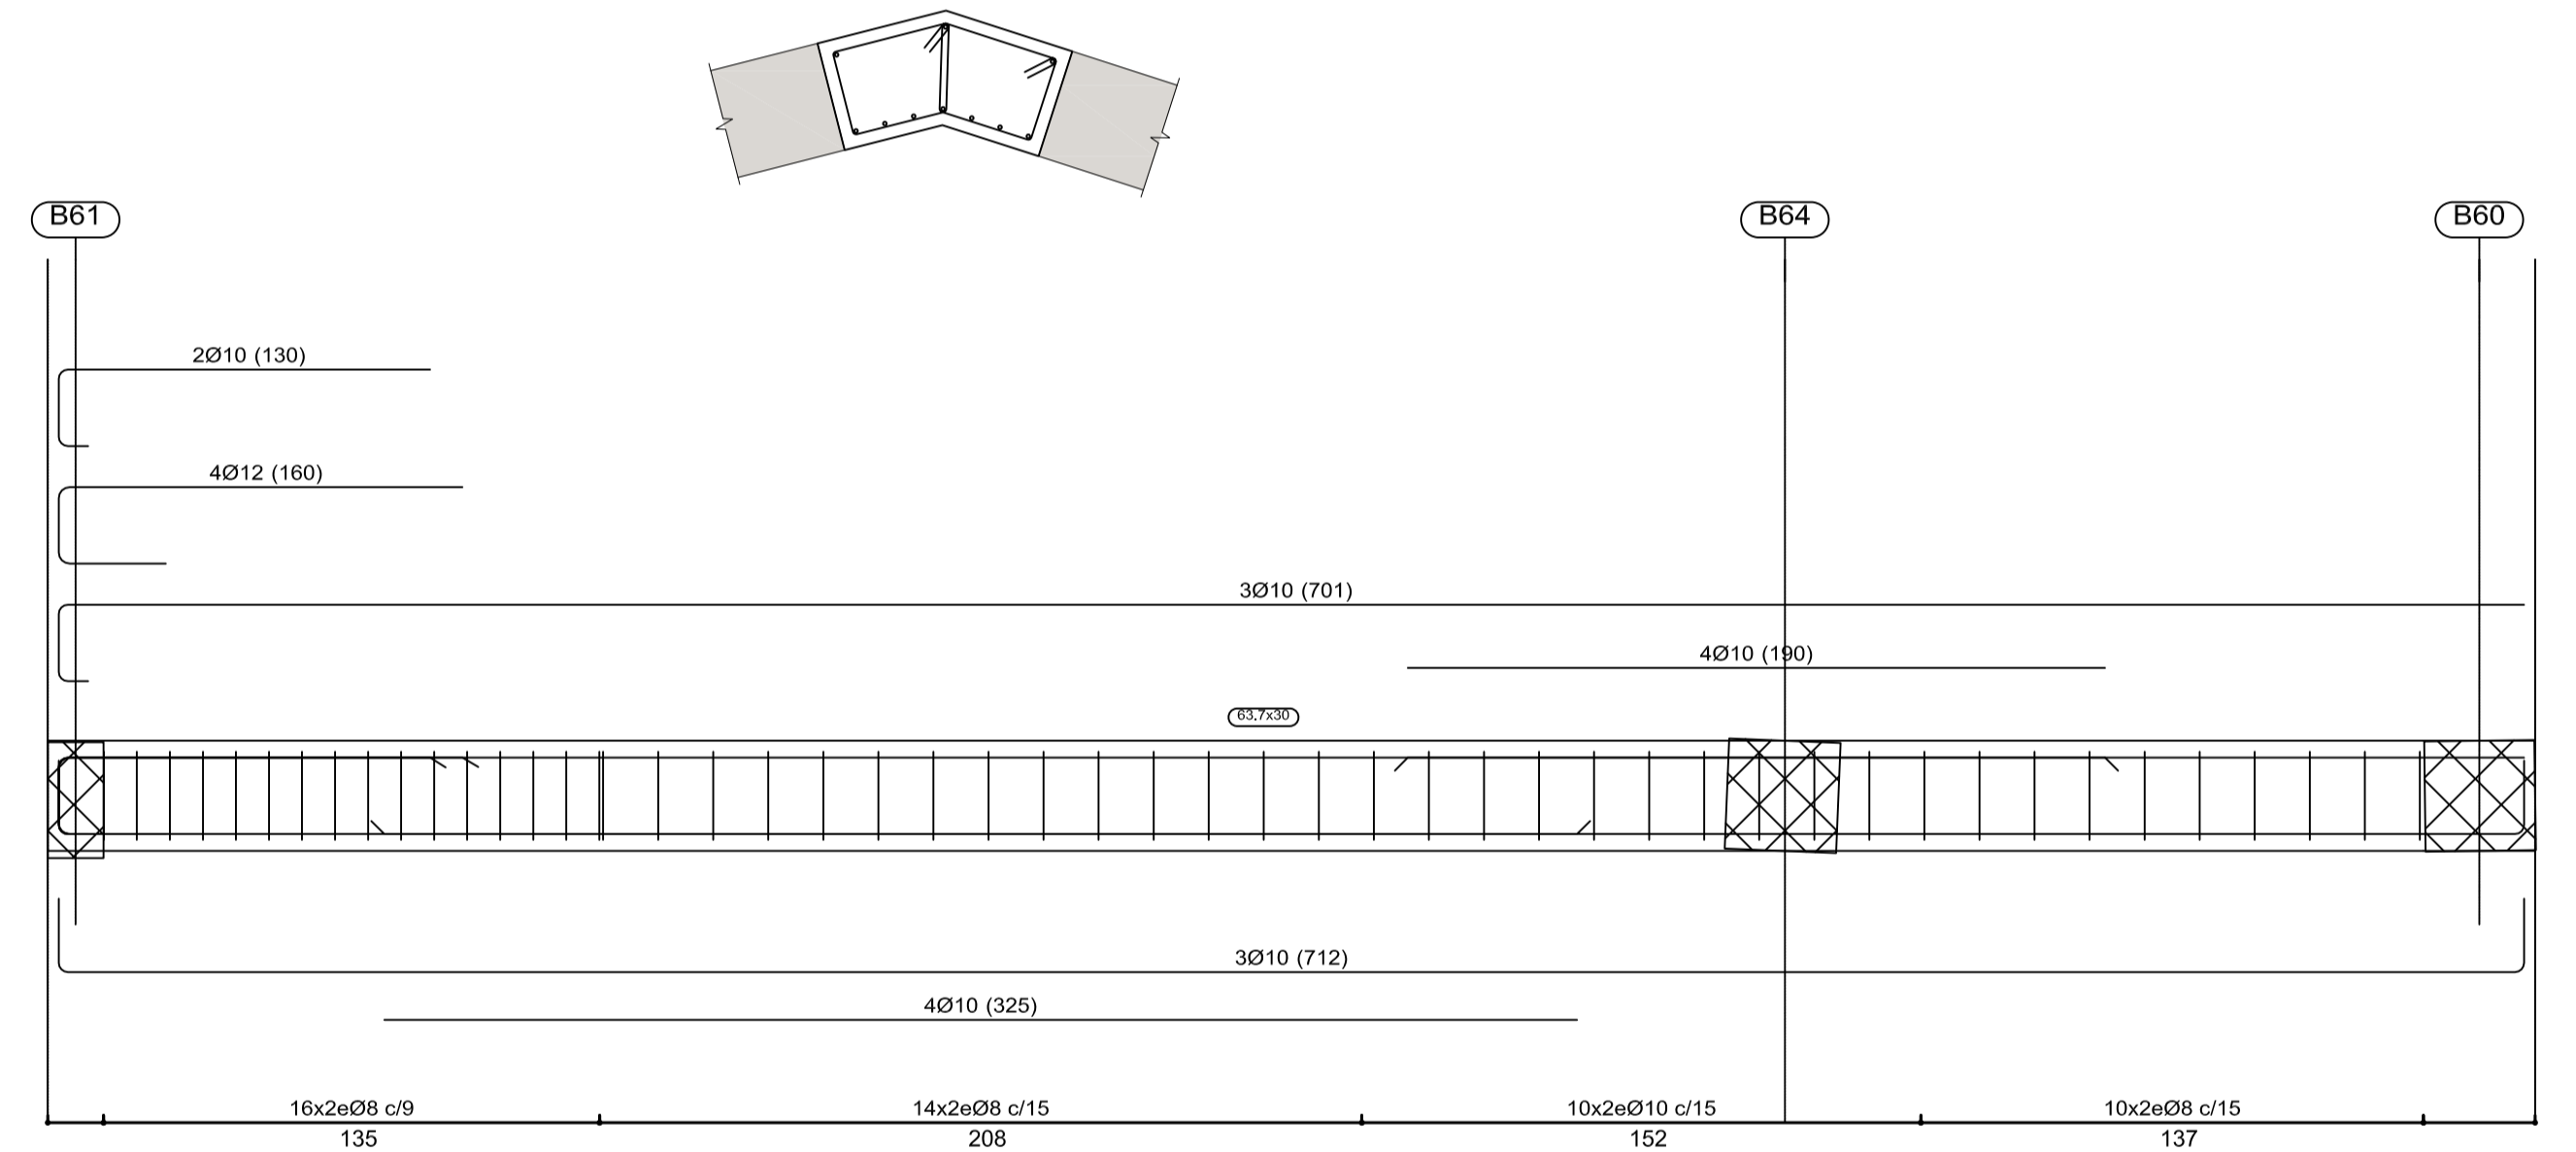 B61
B64
B60
2Ø10 (130)
4Ø12 (160)
3Ø10 (701)
4Ø10 (190)
63.7x30
3Ø10 (712)
4Ø10 (325)
16x2eØ8 c/9
14x2eØ8 c/15
10x2eØ10 c/15
10x2eØ8 c/15
135
208
152
137